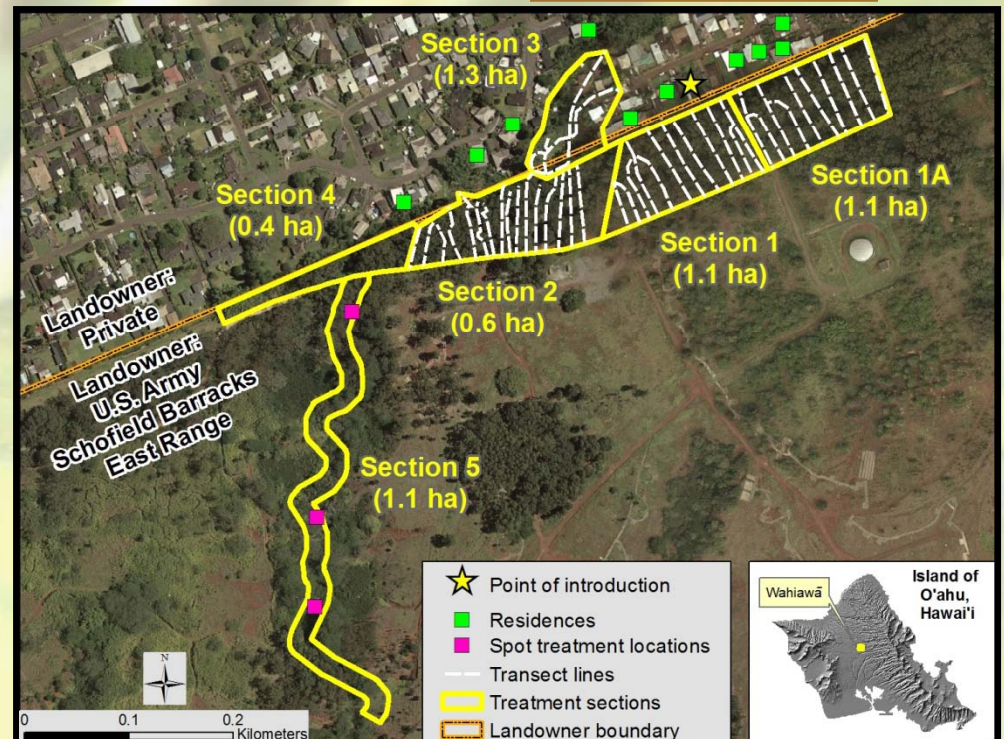 Section 3
(1.3 ha)
Section 4
(0.4 ha)
Section 1A
(1.1 ha)
Section 1
(1.1 ha)
Section 2
(0.6 ha)
Landowner:
Private
Landowner:
U.S. Army
Schofield Barracks
East Range
Section 5
(1.1 ha)
Point of introduction
Residences
Spot treatment locations
Transect lines
Treatment sections
Landowner boundary
Island of
O'ahu,
Hawai'i
Wahiawā
N
0 0.1 0.2
Kilometers